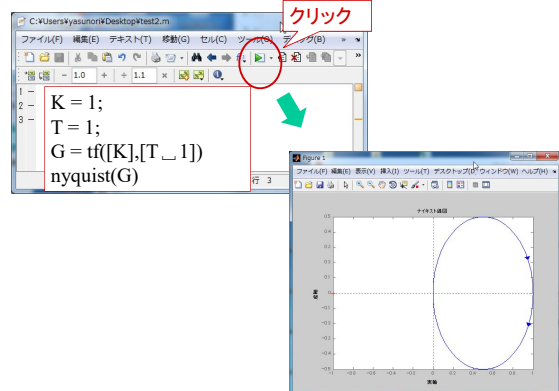 C:¥Users¥yasunori¥Desktop¥test2.m
クリック
ファイル(F) 編集(E) テキスト(T) 移動(G) セル(C) ツール(O) デバッグ(B) » 
- 1.0 + ÷ 1.1 ×
1 -
2 -
3 -
K = 1;
T = 1;
G = tf([K],[T ⎵ 1])
nyquist(G)
行 3
Figure 1
ファイル(F) 編集(E) 表示(V) 挿入(I) ツール(T) デスクトップ(D) ウィンドウ(W) ヘルプ(H)
ナイキスト線図
虚軸
実軸